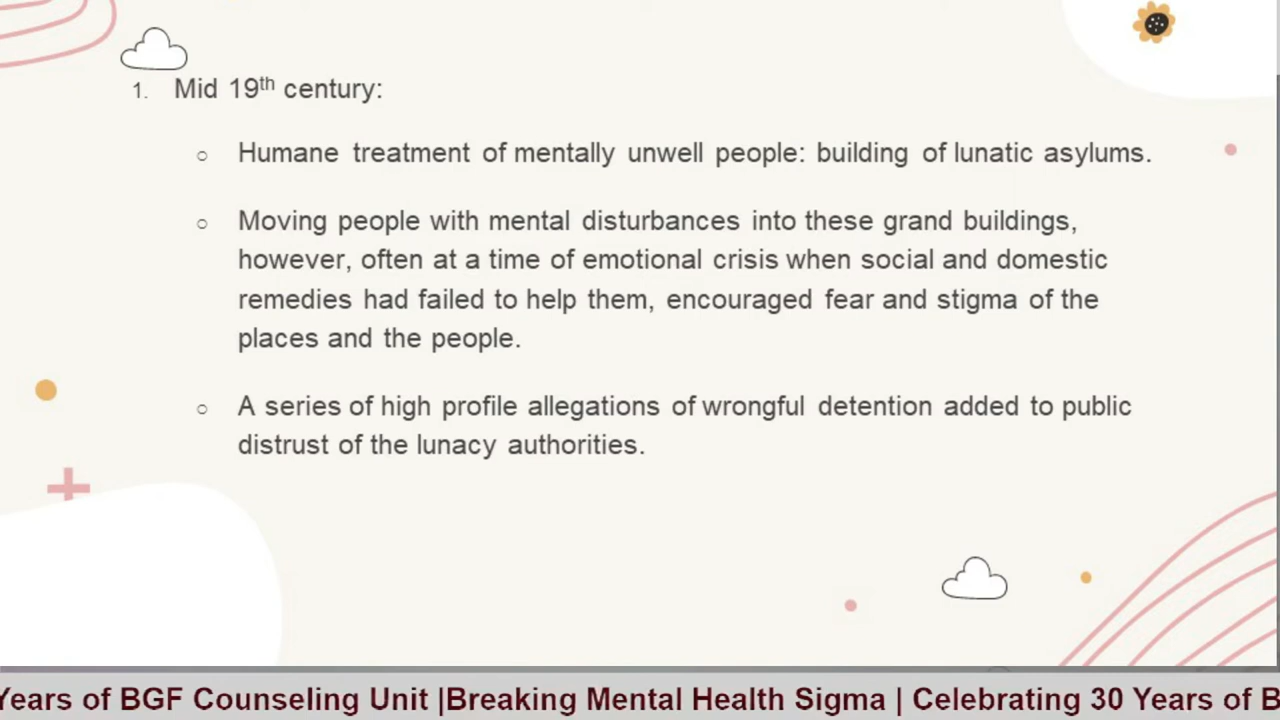 1. Mid 19th century:
○ Humane treatment of mentally unwell people: building of lunatic asylums.
○ Moving people with mental disturbances into these grand buildings,
however, often at a time of emotional crisis when social and domestic
remedies had failed to help them, encouraged fear and stigma of the
places and the people.
○ A series of high profile allegations of wrongful detention added to public
distrust of the lunacy authorities.
Years of BGF Counseling Unit |Breaking Mental Health Sigma | Celebrating 30 Years of B